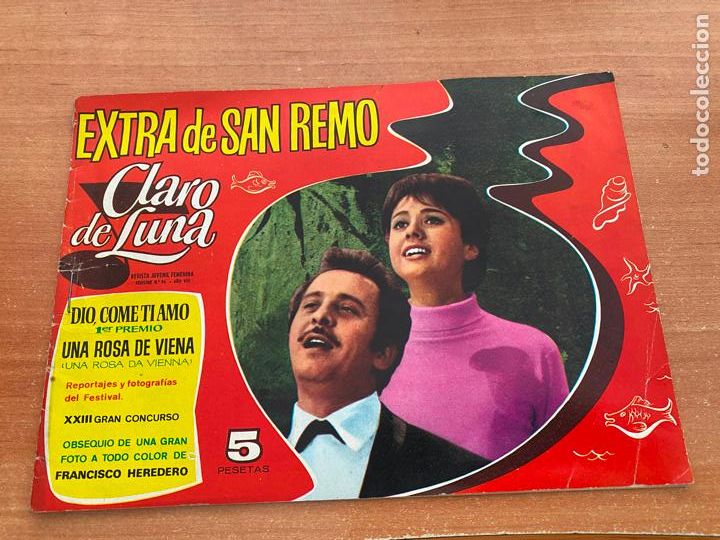 EXTRA de SAN REMO
Claro
de Luna
REVISTA JUVENIL FEMENINA
"DIO, COME TI AMO
1er PREMIO
UNA ROSA DE VIENA
(UNA ROSA DA VIENNA)
Reportajes y fotografías
del Festival.
XXIII GRAN CONCURSO
OBSEQUIO DE UNA GRAN
FOTO A TODO COLOR DE
FRANCISCO HEREDERO
5
PESETAS
todocoleccion